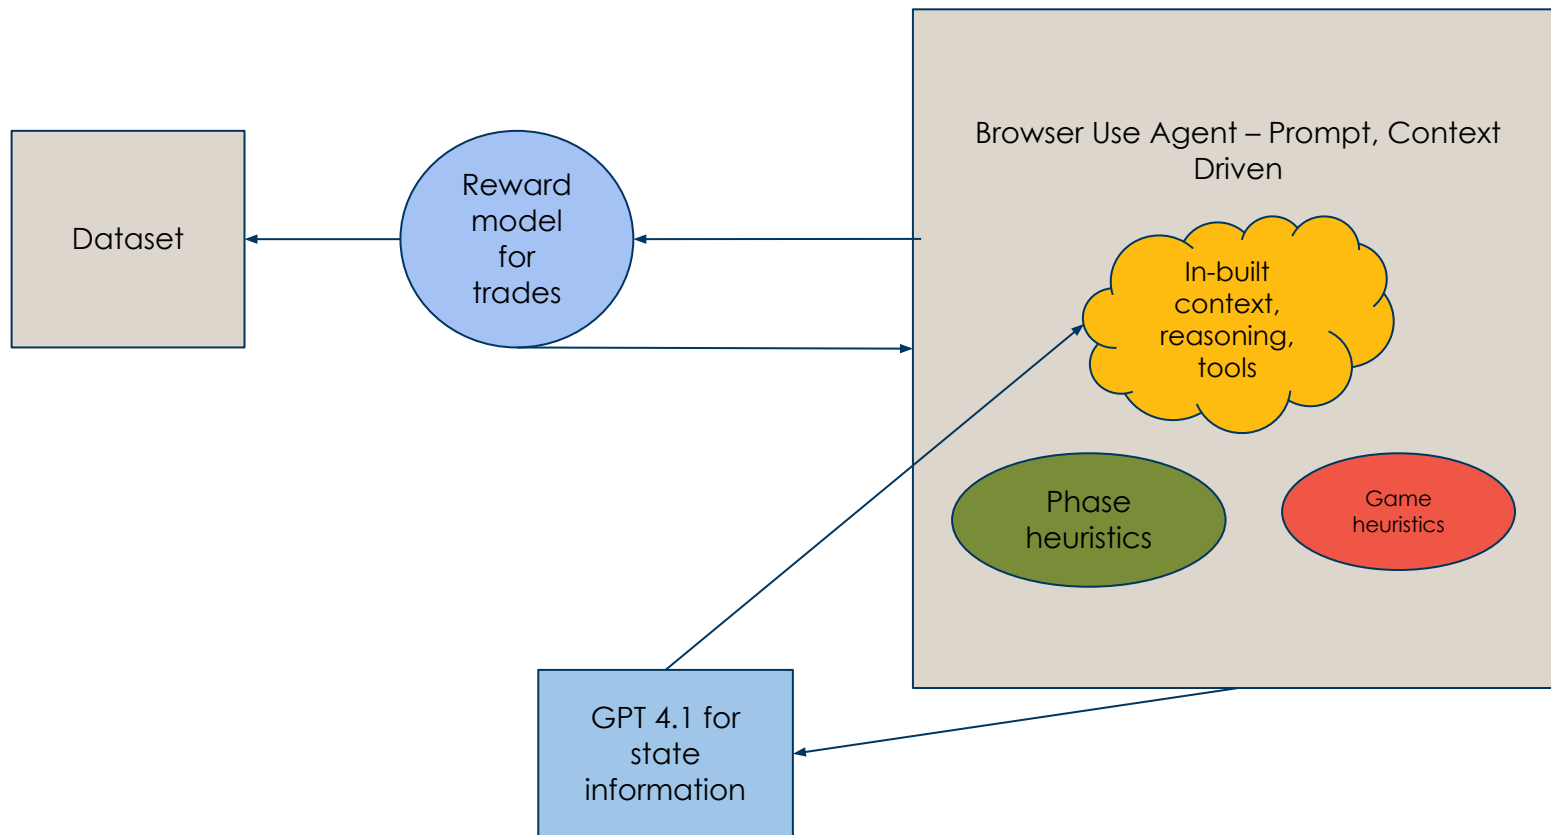 Browser Use Agent – Prompt, Context
Driven
Dataset
Reward
model
for
trades
In-built
context,
reasoning,
tools
Phase
heuristics
Game
heuristics
GPT 4.1 for
state
information